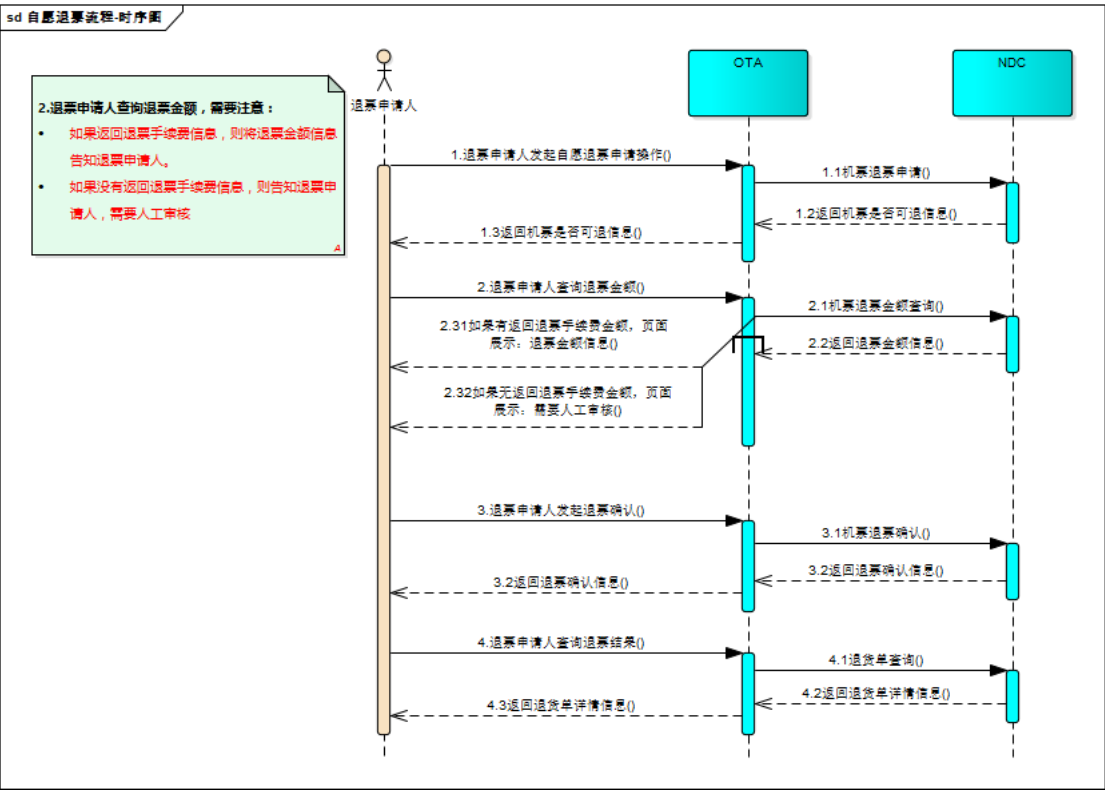 sd 自愿退票流程-时序图
2.退票申请人查询退票金额，需要注意：
• 如果返回退票手续费信息，则将退票金额信息
告知退票申请人。
• 如果没有返回退票手续费信息，则告知退票申
请人，需要人工审核
A
退票申请人
OTA
NDC
1.退票申请人发起自愿退票申请操作()
1.1机票退票申请()
1.2返回机票是否可退信息()
1.3返回机票是否可退信息()
2.退票申请人查询退票金额()
2.1机票退票金额查询()
2.31如果有返回退票手续费金额，页面
展示：退票金额信息()
2.2返回退票金额信息()
2.32如果无返回退票手续费金额，页面
展示：需要人工审核()
3.退票申请人发起退票确认()
3.1机票退票确认()
3.2返回退票确认信息()
3.2返回退票确认信息()
4.退票申请人查询退票结果()
4.1退货单查询()
4.2返回退货单详情信息()
4.3返回退货单详情信息()